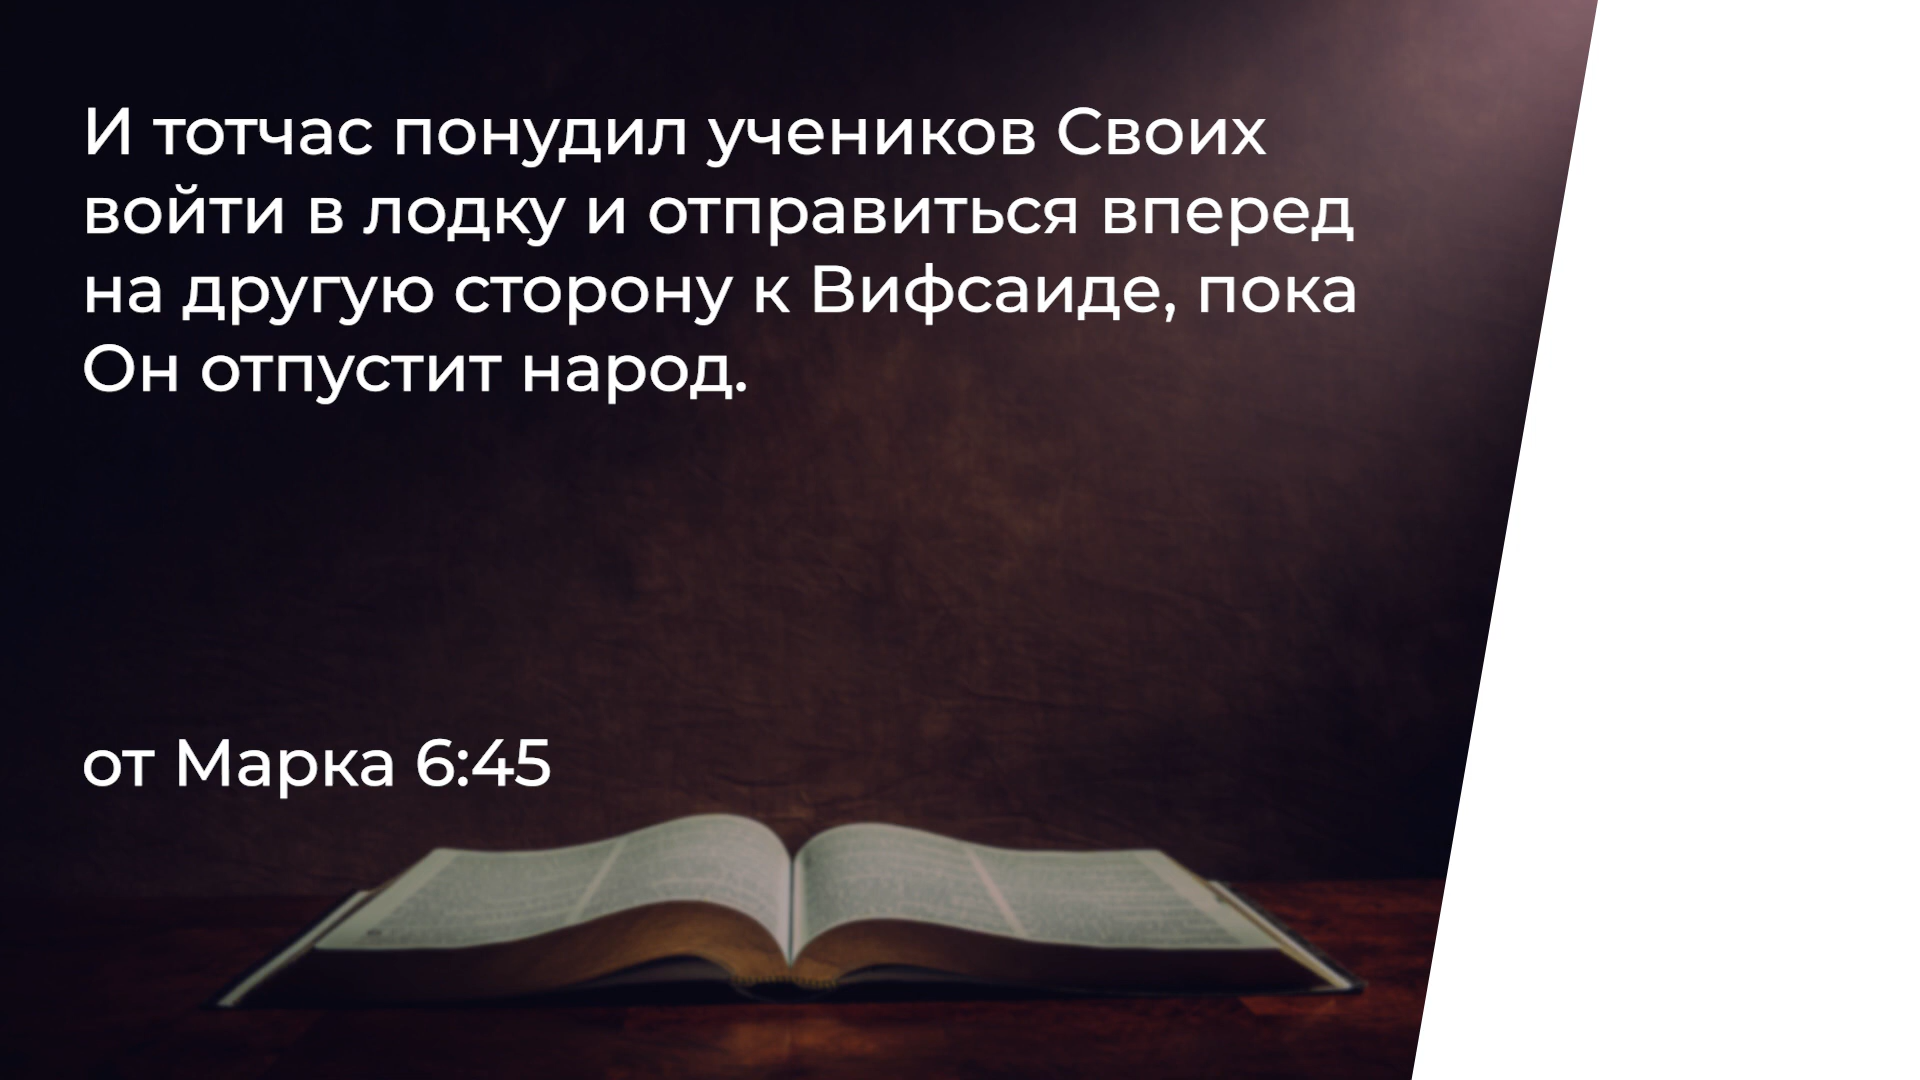 И тотчас понудил учеников Своих
войти в лодку и отправиться вперед
на другую сторону к Вифсаиде, пока
Он отпустит народ.
от Марка 6:45